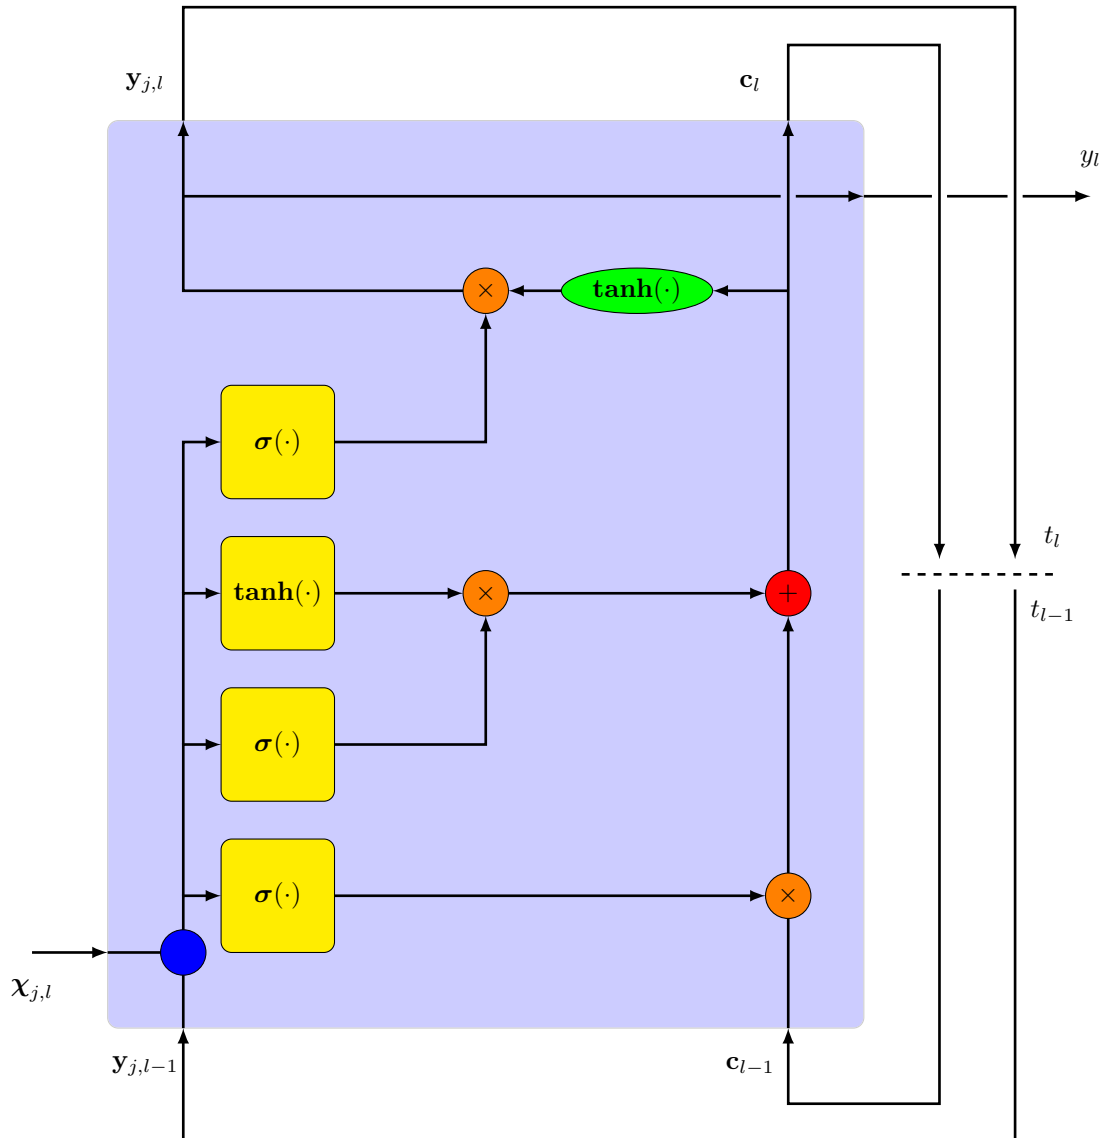 𝐲_{j,l}
𝐜_l
y_l
×
𝐭𝐚𝐧𝐡(·)
𝝈(·)
t_l
𝐭𝐚𝐧𝐡(·)
×
+
t_{l−1}
𝝈(·)
𝝈(·)
×
𝝌_{j,l}
𝐲_{j,l−1}
𝐜_{l−1}